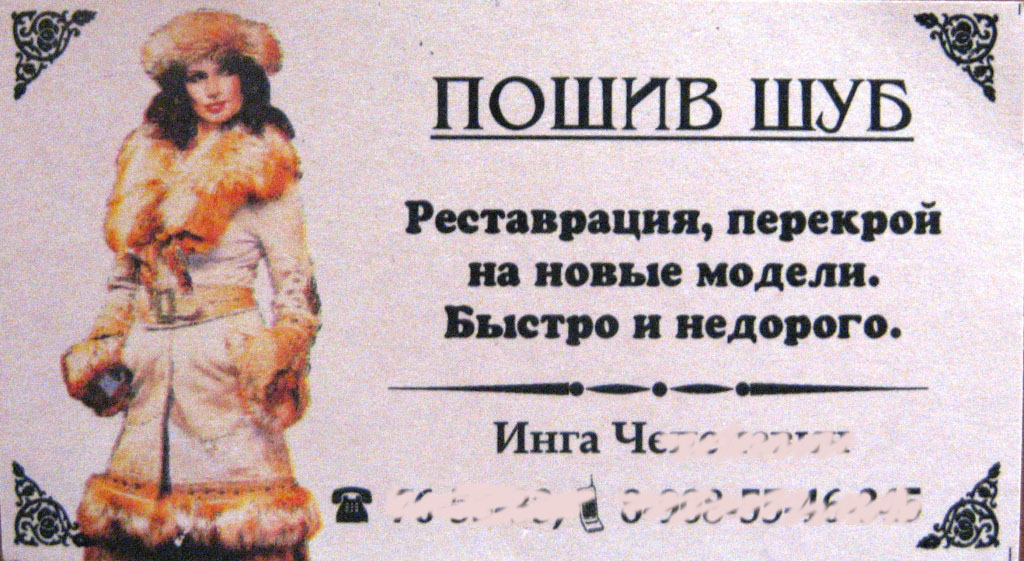 ПОШИВ ШУБ
Реставрация, перекрой
на новые модели.
Быстро и недорого.
Инга